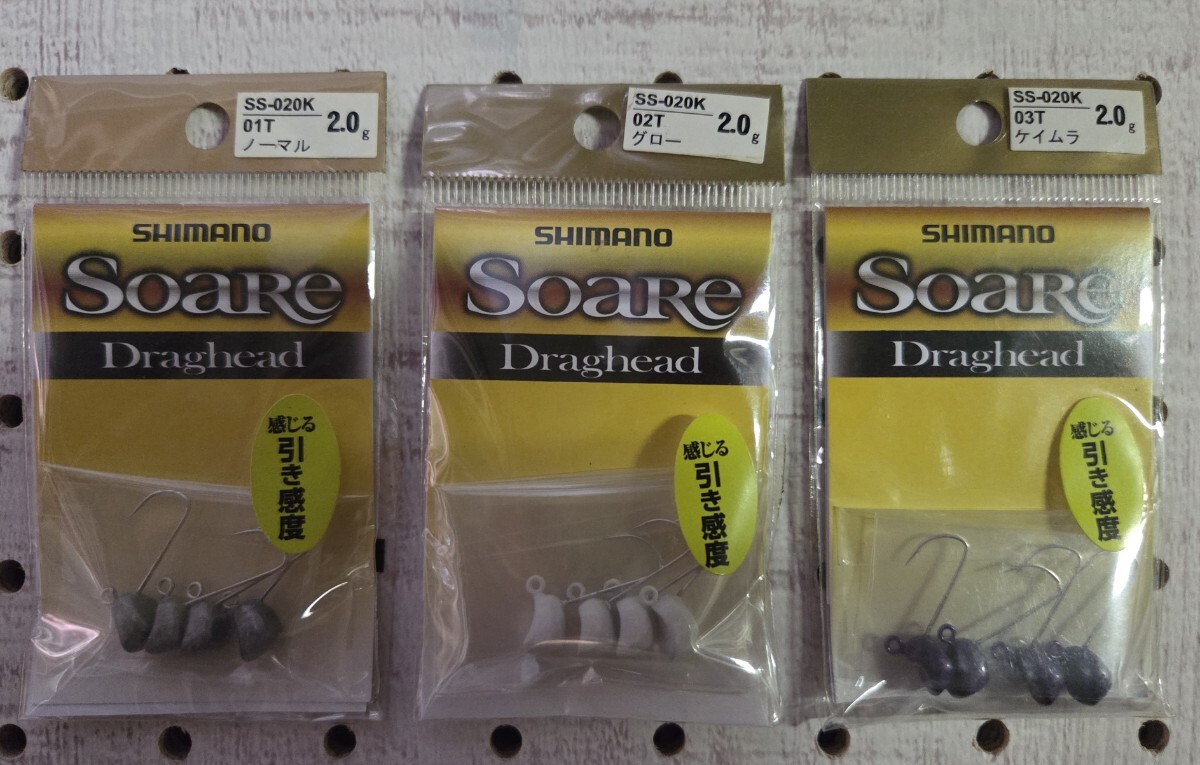 SS-020K
01T 2.0g
ノーマル
SHIMANO
Soare
Draghead
感じる
引き感度
SS-020K
02T 2.0g
グロー
SHIMANO
Soare
Draghead
感じる
引き感度
SS-020K
03T 2.0g
ケイムラ
SHIMANO
Soare
Draghead
感じる
引き感度